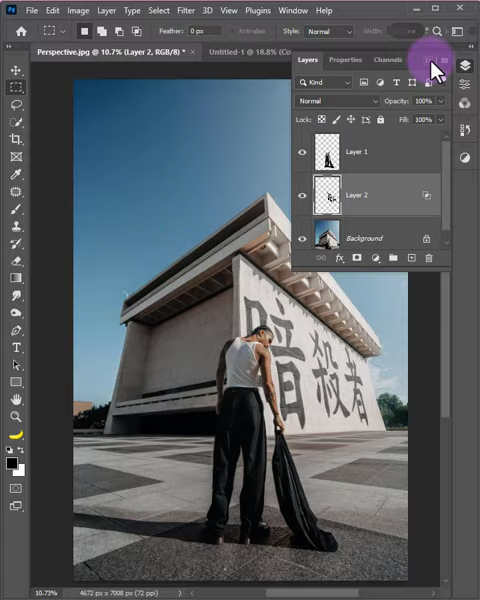 Ps
File Edit Image Layer Type Select Filter 3D View Plugins Window Help
Feather: 0 px Anti-alias Style: Normal Width:
Perspective.jpg @ 10.7% (Layer 2, RGB/8) * × Untitled-1 @ 18.8% (Co
Layers Properties Channels
Kind
Normal Opacity: 100%
Lock: Fill: 100%
Layer 1
Layer 2
Background
fx
暗殺者
10.73% 4672 px x 7008 px (72 ppi)